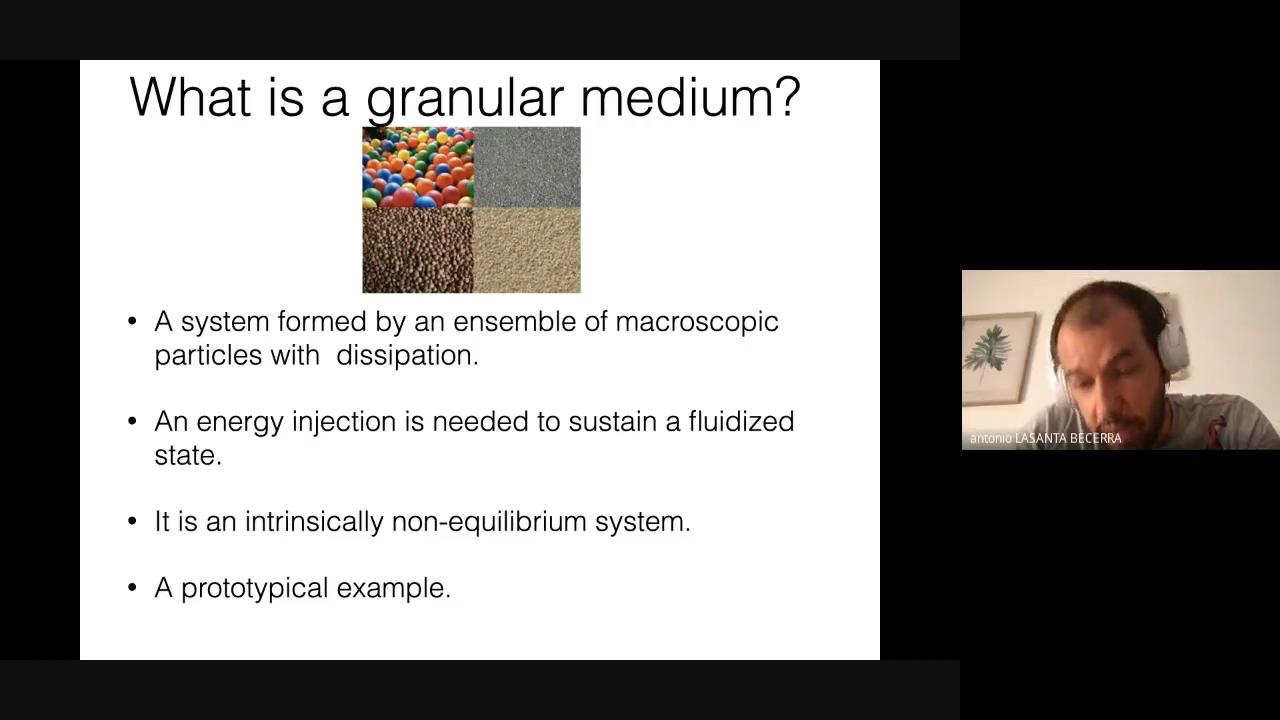 What is a granular medium?
• A system formed by an ensemble of macroscopic
particles with  dissipation.
• An energy injection is needed to sustain a fluidized
state.
• It is an intrinsically non-equilibrium system.
• A prototypical example.
antonio LASANTA BECERRA